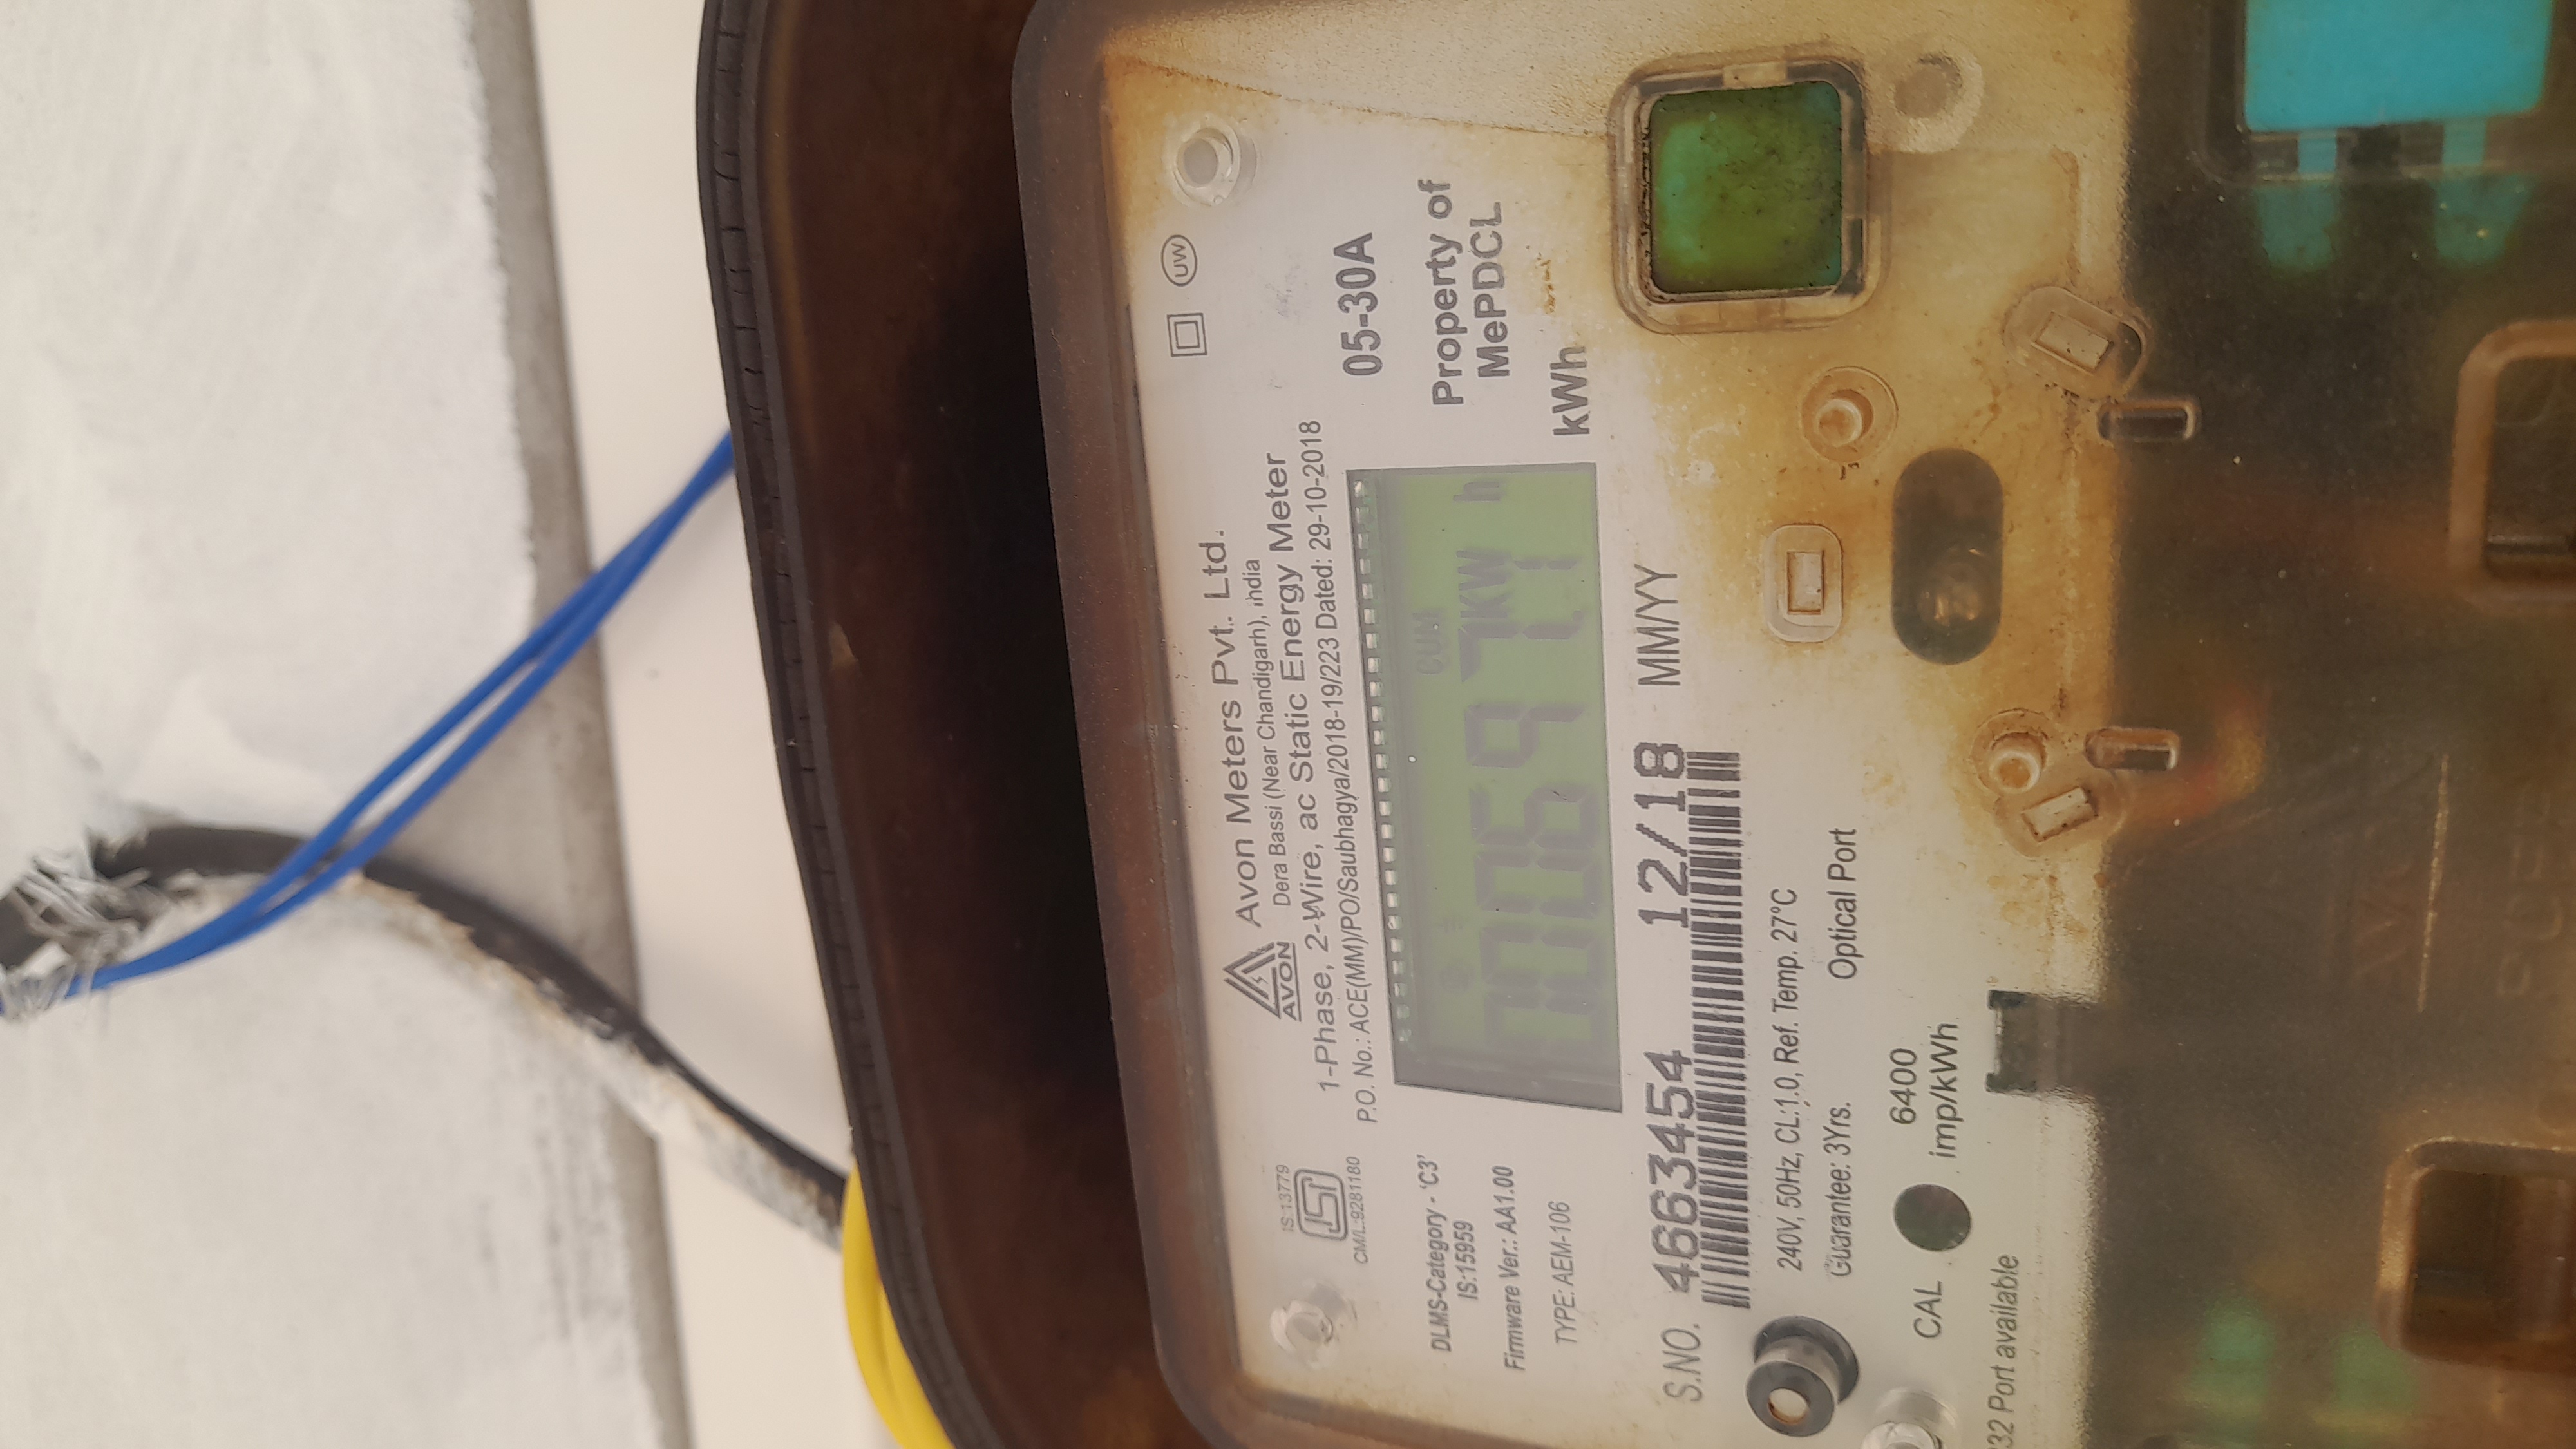 UW
AVON
Avon Meters Pvt. Ltd.
Dera Bassi (Near Chandigarh), india
1-Phase, 2-Wire, ac Static Energy Meter
P.O. No.: ACE(MM)/PO/Saubhagya/2018-19/223 Dated: 29-10-2018
05-30A
Property of
MePDCL
kWh
IS:13779
ISI
CM/L:9281180
DLMS-Category - 'C3'
IS:15959
Firmware Ver.: AA1.00
TYPE: AEM-106
CUM
kW h
S.NO. 4663454 12/18 MM/YY
240V, 50Hz, CL:1.0, Ref. Temp. 27°C
Guarantee: 3Yrs.
Optical Port
CAL
6400
imp/kWh
32 Port available